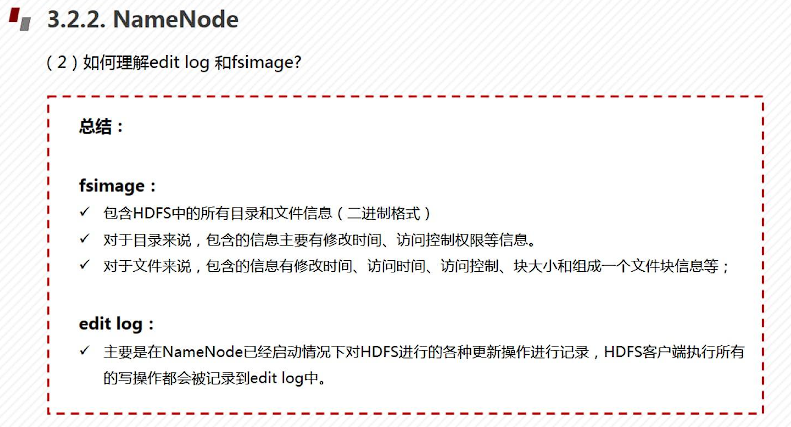 3.2.2. NameNode
（2）如何理解edit log 和fsimage?
总结：
fsimage：
✓ 包含HDFS中的所有目录和文件信息（二进制格式）
✓ 对于目录来说，包含的信息主要有修改时间、访问控制权限等信息。
✓ 对于文件来说，包含的信息有修改时间、访问时间、访问控制、块大小和组成一个文件块信息等；
edit log：
✓ 主要是在NameNode已经启动情况下对HDFS进行的各种更新操作进行记录，HDFS客户端执行所有
的写操作都会被记录到edit log中。